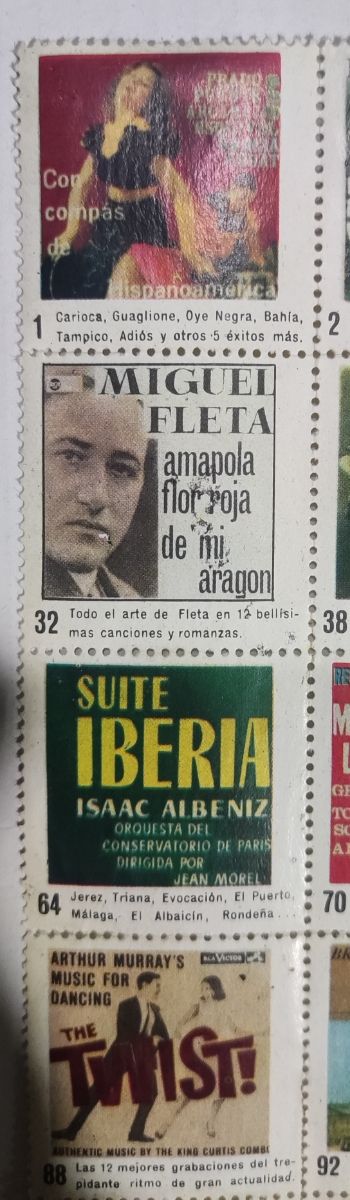 PRADO
Con
compás
de
hispanoamérica
1 Carioca, Guaglione, Oye Negra, Bahía,
Tampico, Adiós y otros 5 éxitos más.
2
MIGUEL
FLETA
amapola
flor roja
de mi
aragon
32 Todo el arte de Fleta en 12 bellísi-
mas canciones y romanzas.
38
SUITE
IBERIA
ISAAC ALBENIZ
ORQUESTA DEL
CONSERVATORIO DE PARIS
DIRIGIDA POR
JEAN MOREL
64 Jerez, Triana, Evocación, El Puerto,
Málaga, El Albaicín, Rondeña...
70
ARTHUR MURRAY'S
MUSIC FOR
DANCING
RCA VICTOR
THE
TWIST!
AUTHENTIC MUSIC BY THE KING CURTIS COMBO
88 Las 12 mejores grabaciones del tre-
pidante ritmo de gran actualidad.
92